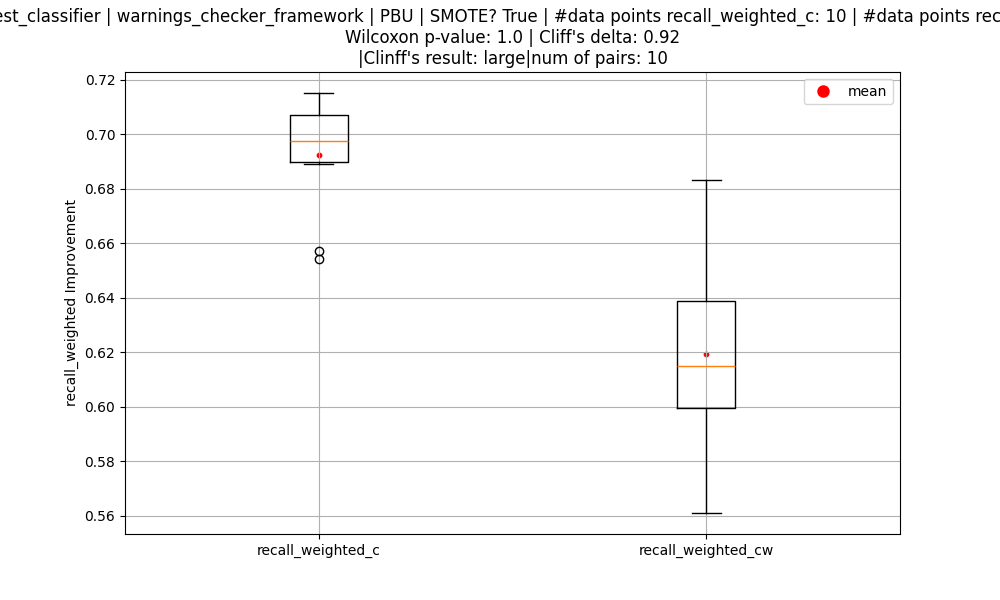 est_classifier | warnings_checker_framework | PBU | SMOTE? True | #data points recall_weighted_c: 10 | #data points rec
Wilcoxon p-value: 1.0 | Cliff's delta: 0.92
|Clinff's result: large|num of pairs: 10
mean
0.72
0.70
0.68
0.66
0.64
0.62
0.60
0.58
0.56
recall_weighted Improvement
recall_weighted_c
recall_weighted_cw